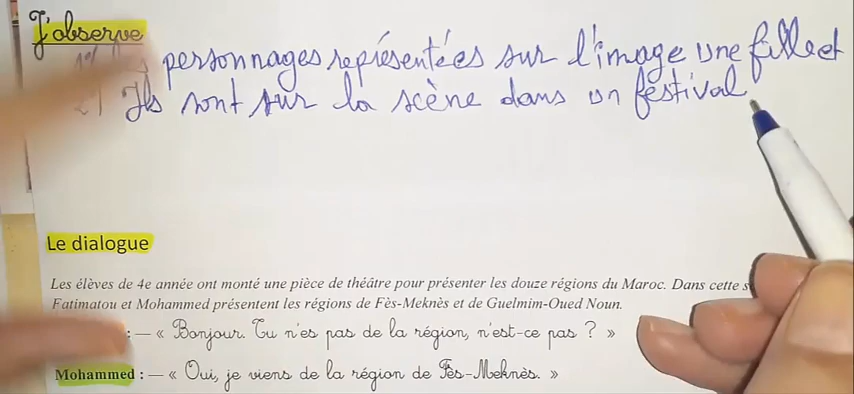 J'observe
personnages représentées sur l'image une fille et
2) Ils sont sur la scène dans un festival
Le dialogue
Les élèves de 4e année ont monté une pièce de théâtre pour présenter les douze régions du Maroc. Dans cette
Fatimatou et Mohammed présentent les régions de Fès-Meknès et de Guelmim-Oued Noun.
: — « Bonjour. Tu n'es pas de la région, n'est-ce pas ? »
Mohammed : — « Oui, je viens de la région de Fès-Meknès. »